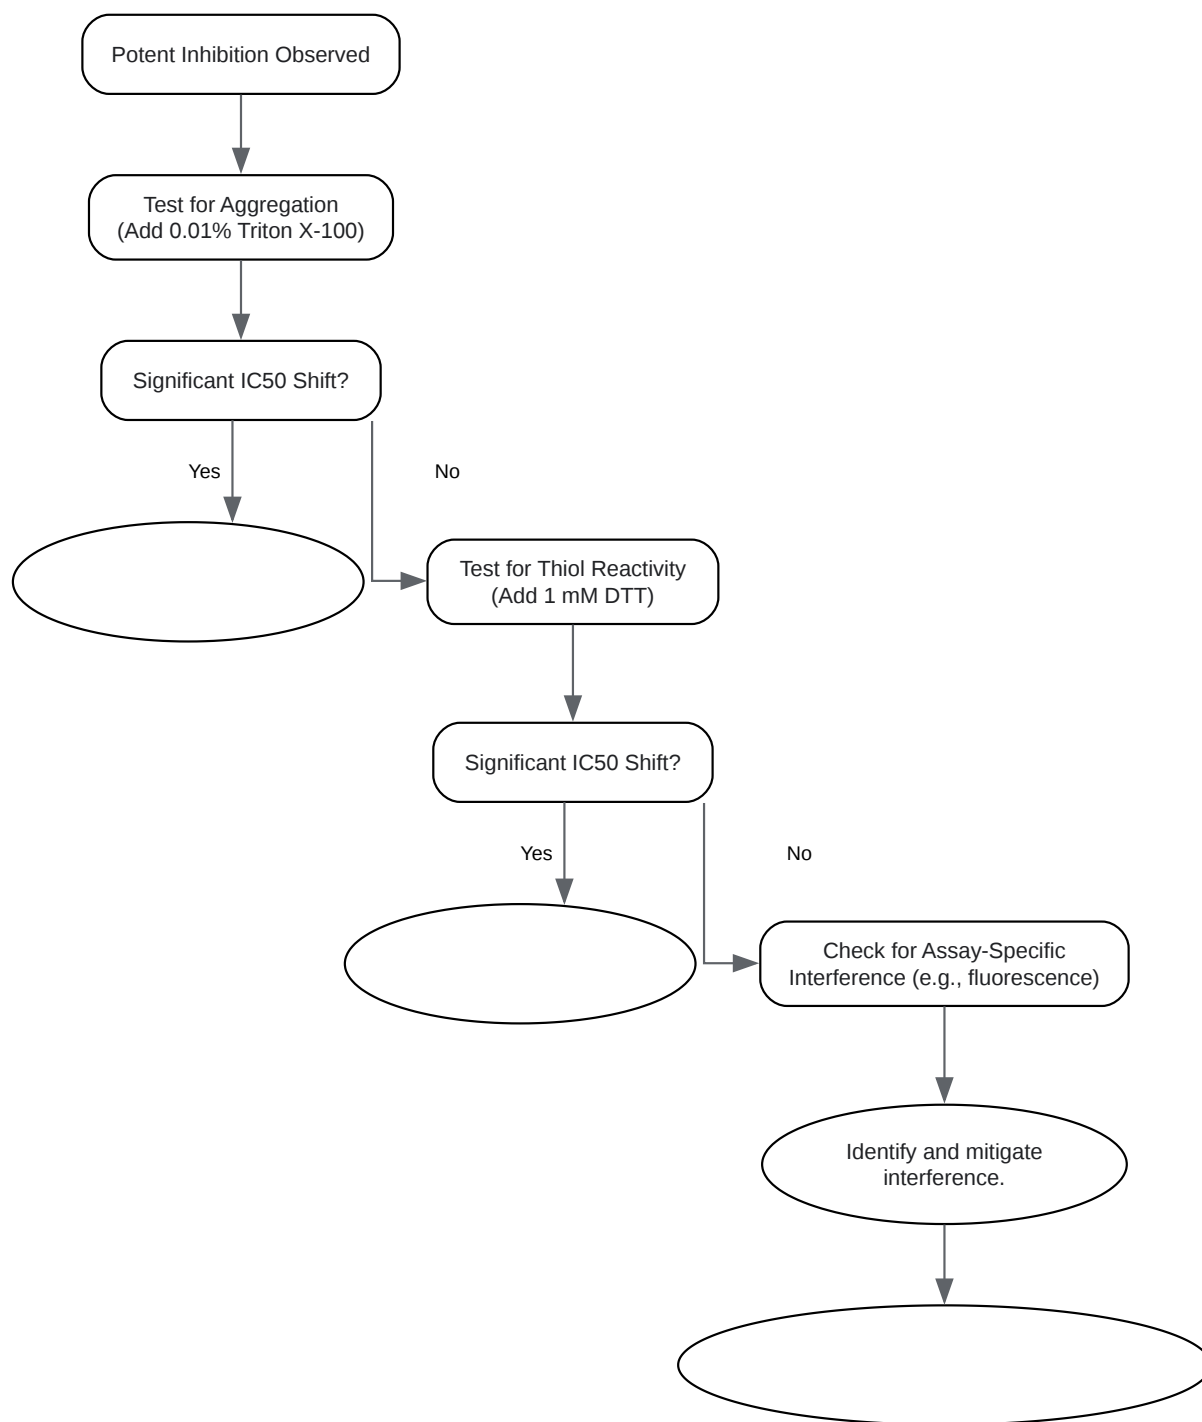 Potent Inhibition Observed
Test for Aggregation
(Add 0.01% Triton X-100)
Significant IC50 Shift?
Yes
No
Test for Thiol Reactivity
(Add 1 mM DTT)
Significant IC50 Shift?
Yes
No
Check for Assay-Specific
Interference (e.g., fluorescence)
Identify and mitigate
interference.